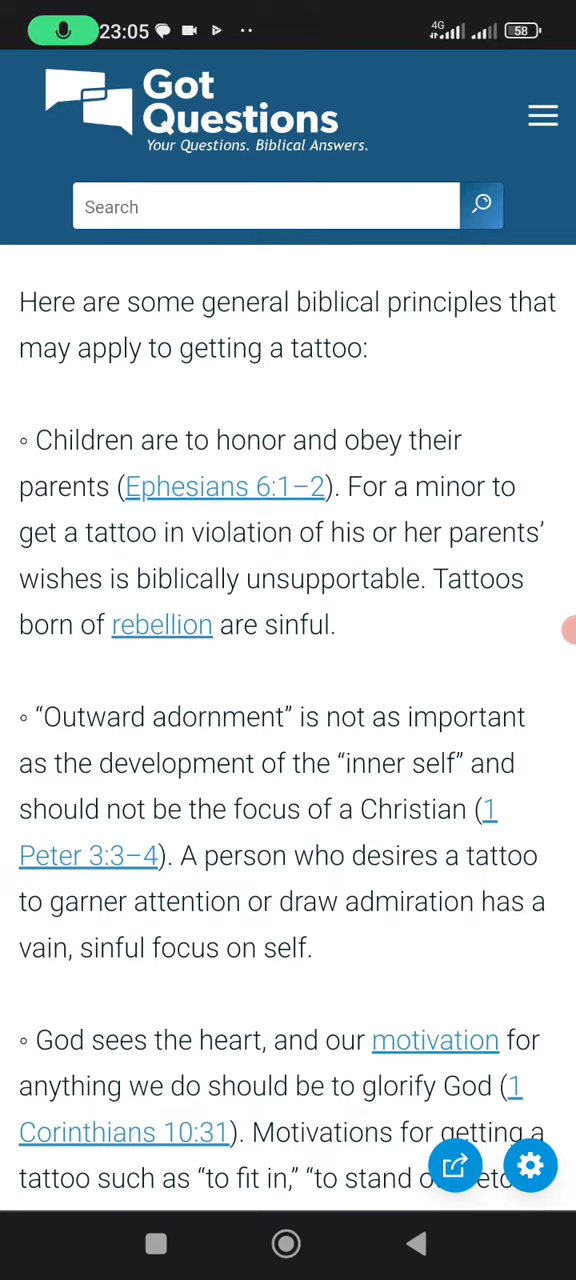 23:05
4G
58
Got
Questions
Your Questions. Biblical Answers.
Search
Here are some general biblical principles that
may apply to getting a tattoo:
◦ Children are to honor and obey their
parents (Ephesians 6:1–2). For a minor to
get a tattoo in violation of his or her parents’
wishes is biblically unsupportable. Tattoos
born of rebellion are sinful.
◦ “Outward adornment” is not as important
as the development of the “inner self” and
should not be the focus of a Christian (1
Peter 3:3–4). A person who desires a tattoo
to garner attention or draw admiration has a
vain, sinful focus on self.
◦ God sees the heart, and our motivation for
anything we do should be to glorify God (1
Corinthians 10:31). Motivations for getting a
tattoo such as “to fit in,” “to stand